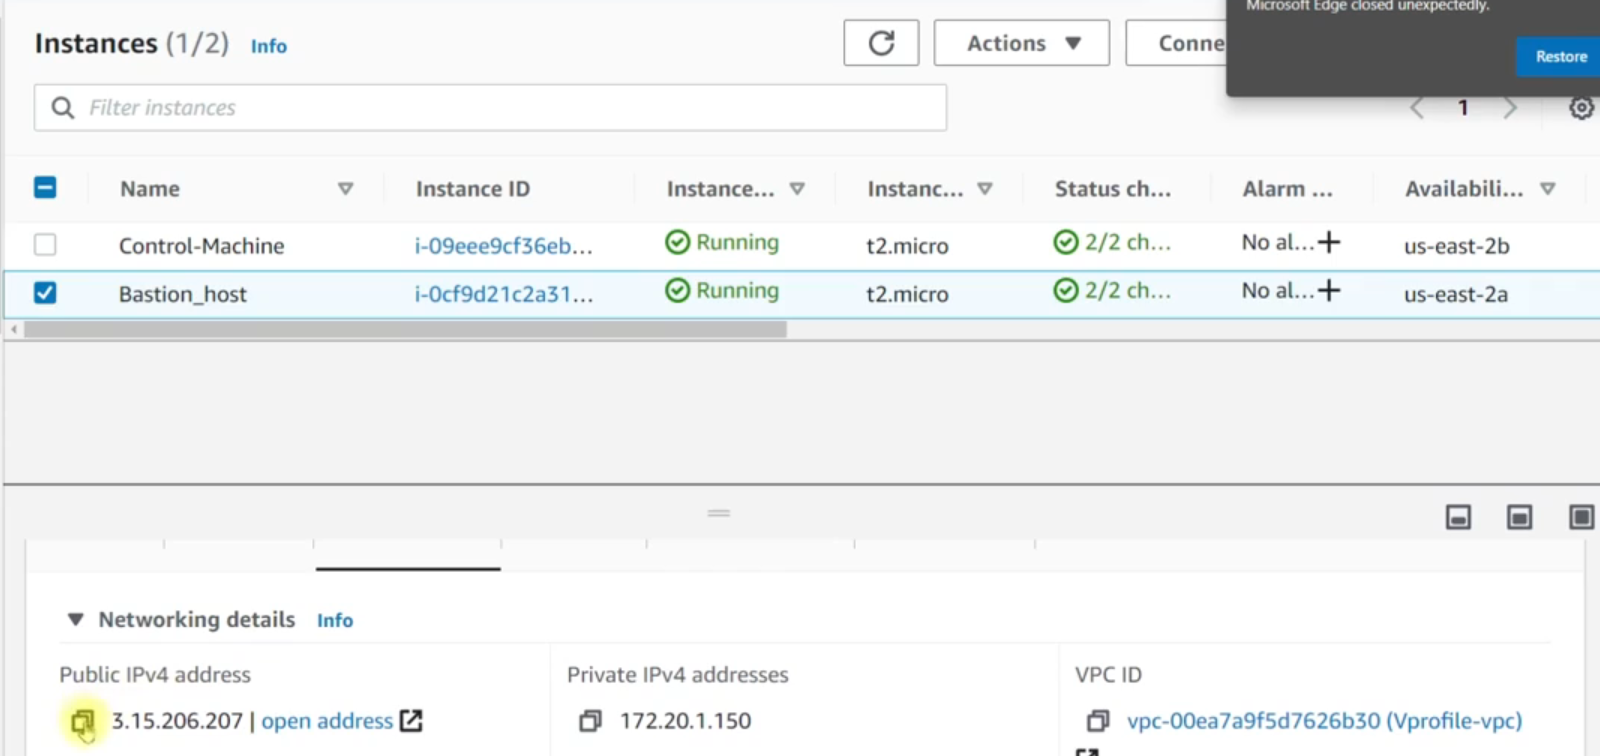 Microsoft Edge closed unexpectedly.
Instances (1/2) Info
Actions
Conne
Restore
Filter instances
1
Name Instance ID Instance... Instanc... Status ch... Alarm ... Availabili...
Control-Machine i-09eee9cf36eb... Running t2.micro 2/2 ch... No al... us-east-2b
Bastion_host i-0cf9d21c2a31... Running t2.micro 2/2 ch... No al... us-east-2a
Networking details Info
Public IPv4 address Private IPv4 addresses VPC ID
3.15.206.207 | open address 172.20.1.150 vpc-00ea7a9f5d7626b30 (Vprofile-vpc)